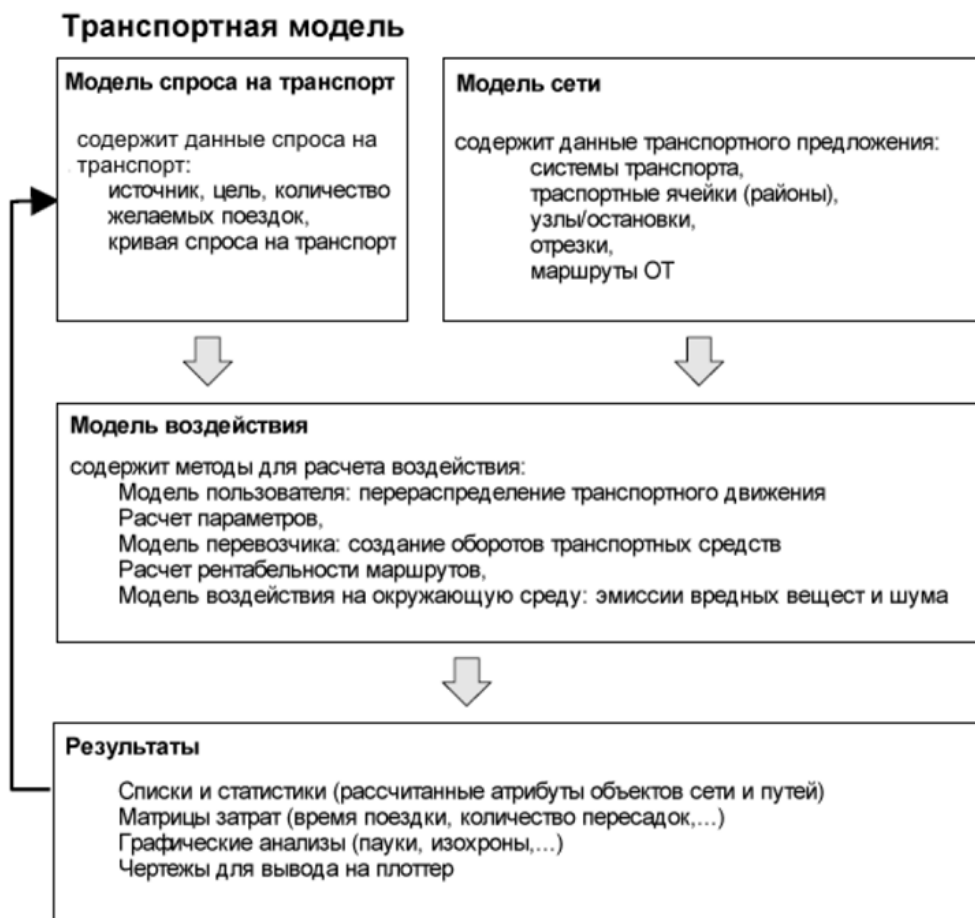 Транспортная модель
Модель спроса на транспорт
содержит данные спроса на
транспорт:
источник, цель, количество
желаемых поездок,
кривая спроса на транспорт
Модель сети
содержит данные транспортного предложения:
системы транспорта,
траспортные ячейки (районы),
узлы/остановки,
отрезки,
маршруты ОТ
Модель воздействия
содержит методы для расчета воздействия:
Модель пользователя: перераспределение транспортного движения
Расчет параметров,
Модель перевозчика: создание оборотов транспортных средств
Расчет рентабельности маршрутов,
Модель воздействия на окружающую среду: эмиссии вредных вещест и шума
Результаты
Списки и статистики (рассчитанные атрибуты объектов сети и путей)
Матрицы затрат (время поездки, количество пересадок,...)
Графические анализы (пауки, изохроны,...)
Чертежы для вывода на плоттер